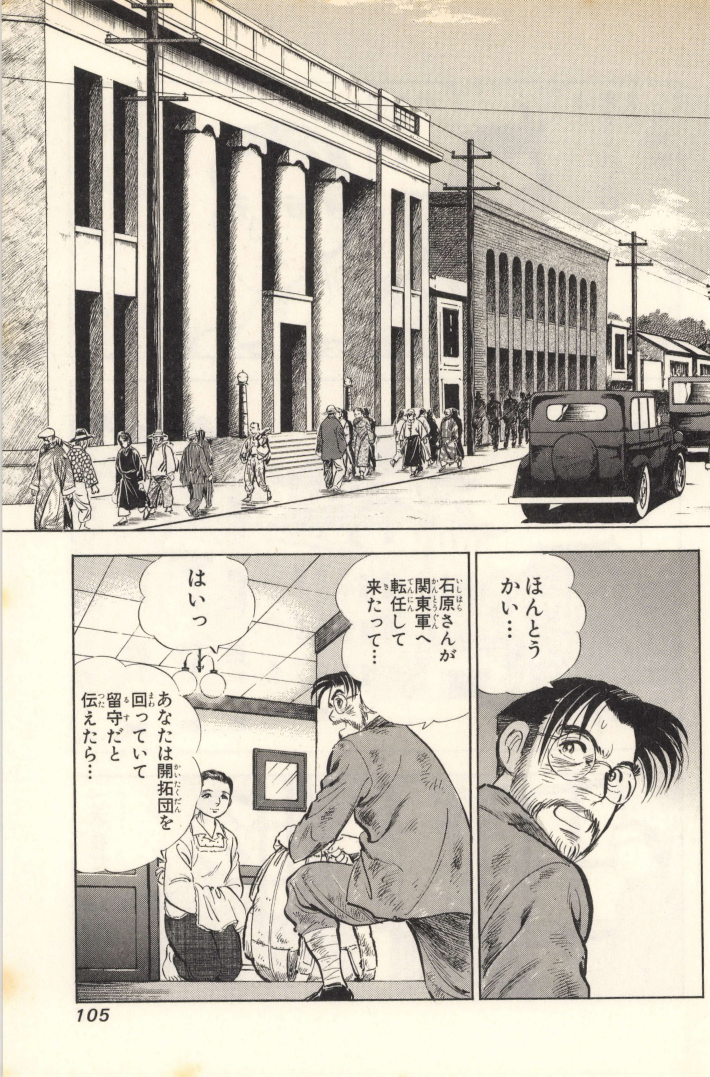 ほんとう
かい…
石原さんが
関東軍へ
転任して
来たって…
はいっ
あなたは開拓団を
回っていて
留守だと
伝えたら…
105